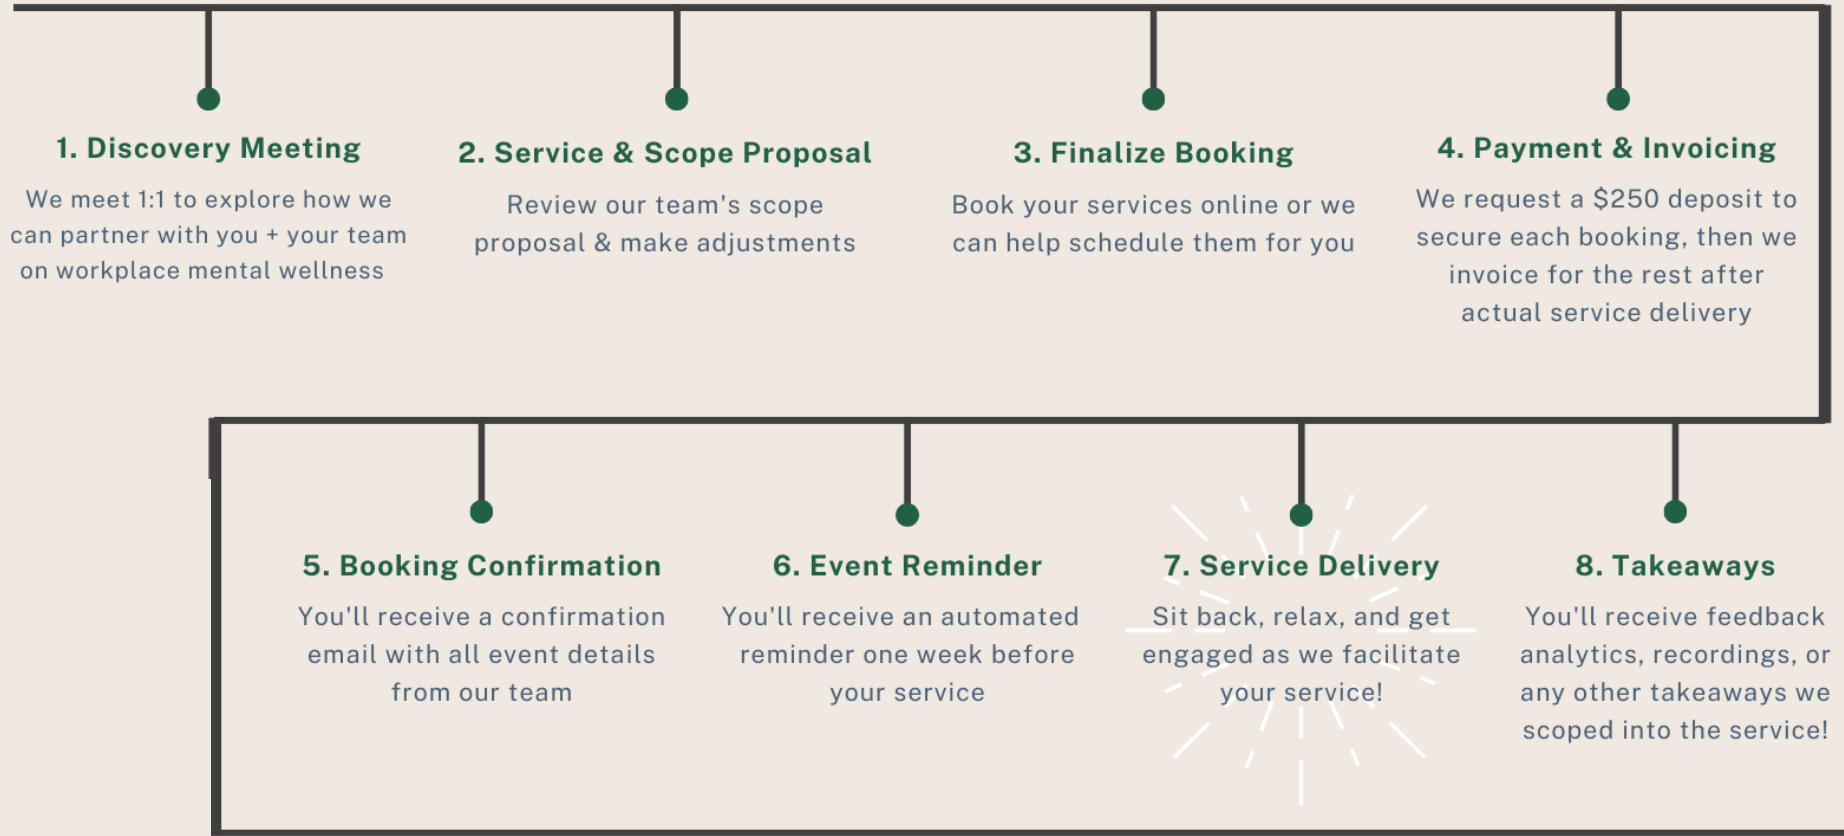 1. Discovery Meeting
We meet 1:1 to explore how we
can partner with you + your team
on workplace mental wellness
2. Service & Scope Proposal
Review our team's scope
proposal & make adjustments
3. Finalize Booking
Book your services online or we
can help schedule them for you
4. Payment & Invoicing
We request a $250 deposit to
secure each booking, then we
invoice for the rest after
actual service delivery
5. Booking Confirmation
You'll receive a confirmation
email with all event details
from our team
6. Event Reminder
You'll receive an automated
reminder one week before
your service
7. Service Delivery
Sit back, relax, and get
engaged as we facilitate
your service!
8. Takeaways
You'll receive feedback
analytics, recordings, or
any other takeaways we
scoped into the service!